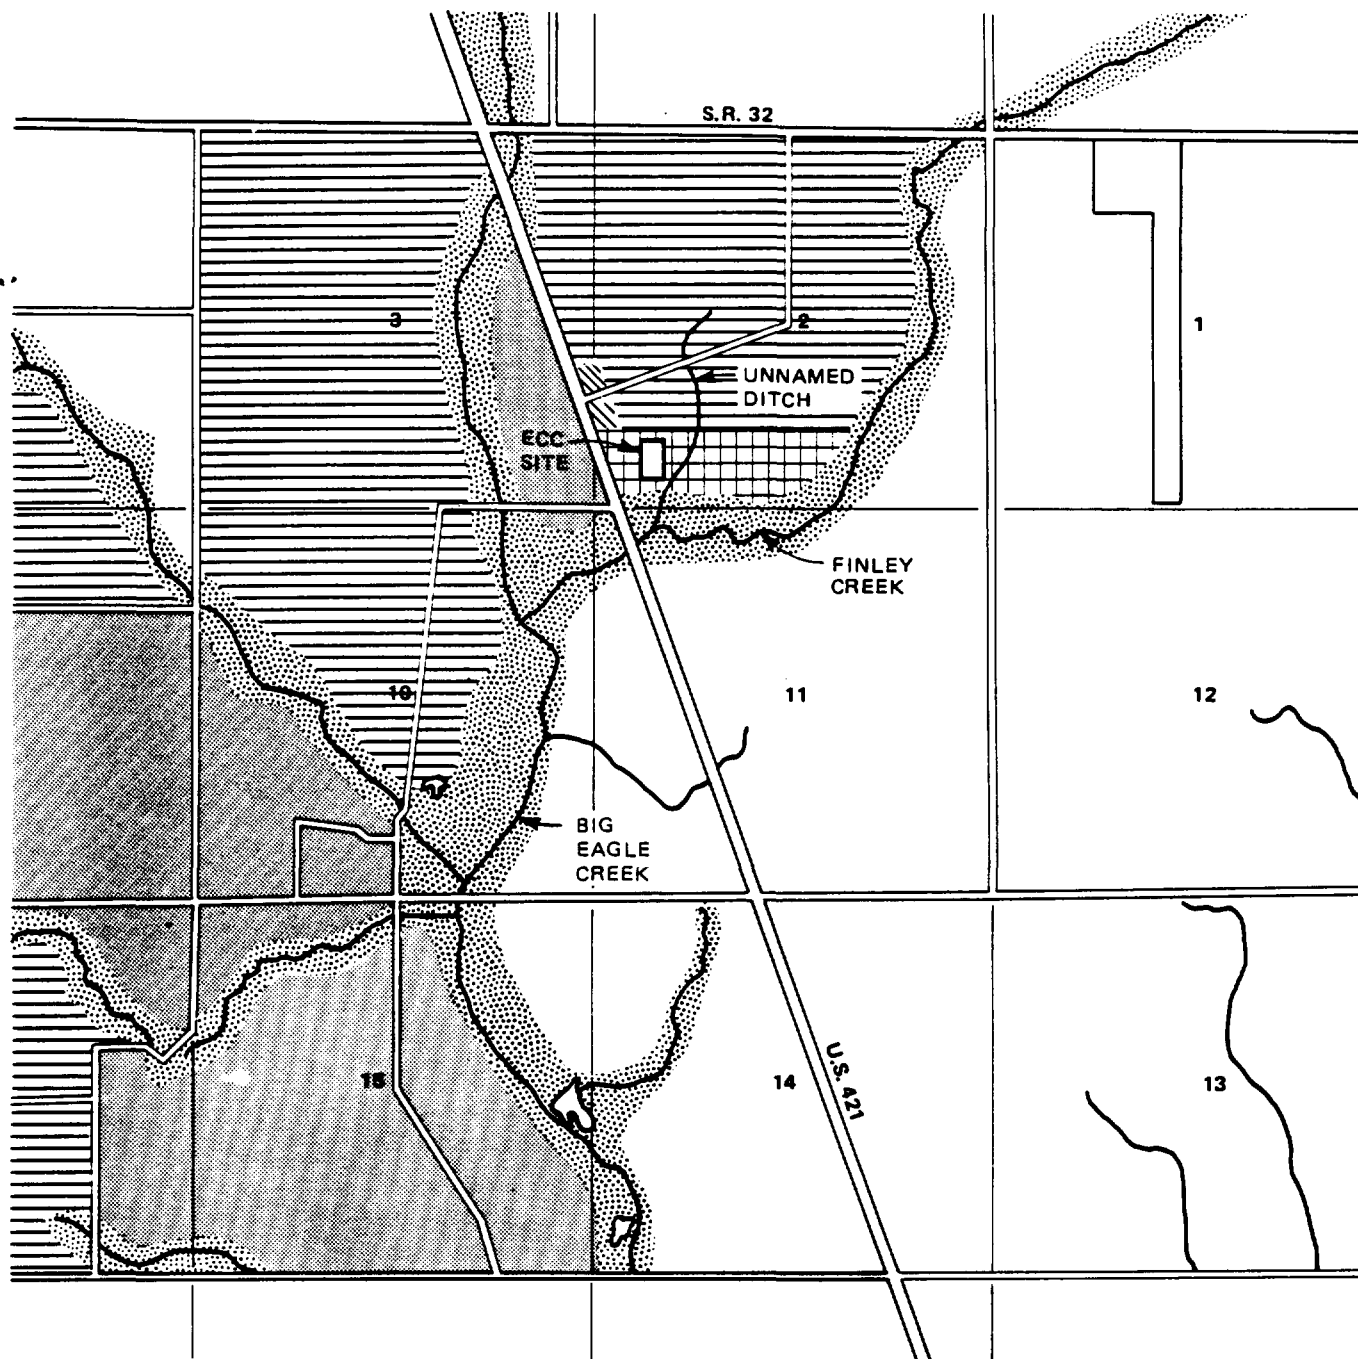 S.R. 32
3
2
1
UNNAMED
DITCH
ECC
SITE
FINLEY
CREEK
10
11
12
BIG
EAGLE
CREEK
15
14
U.S. 421
13